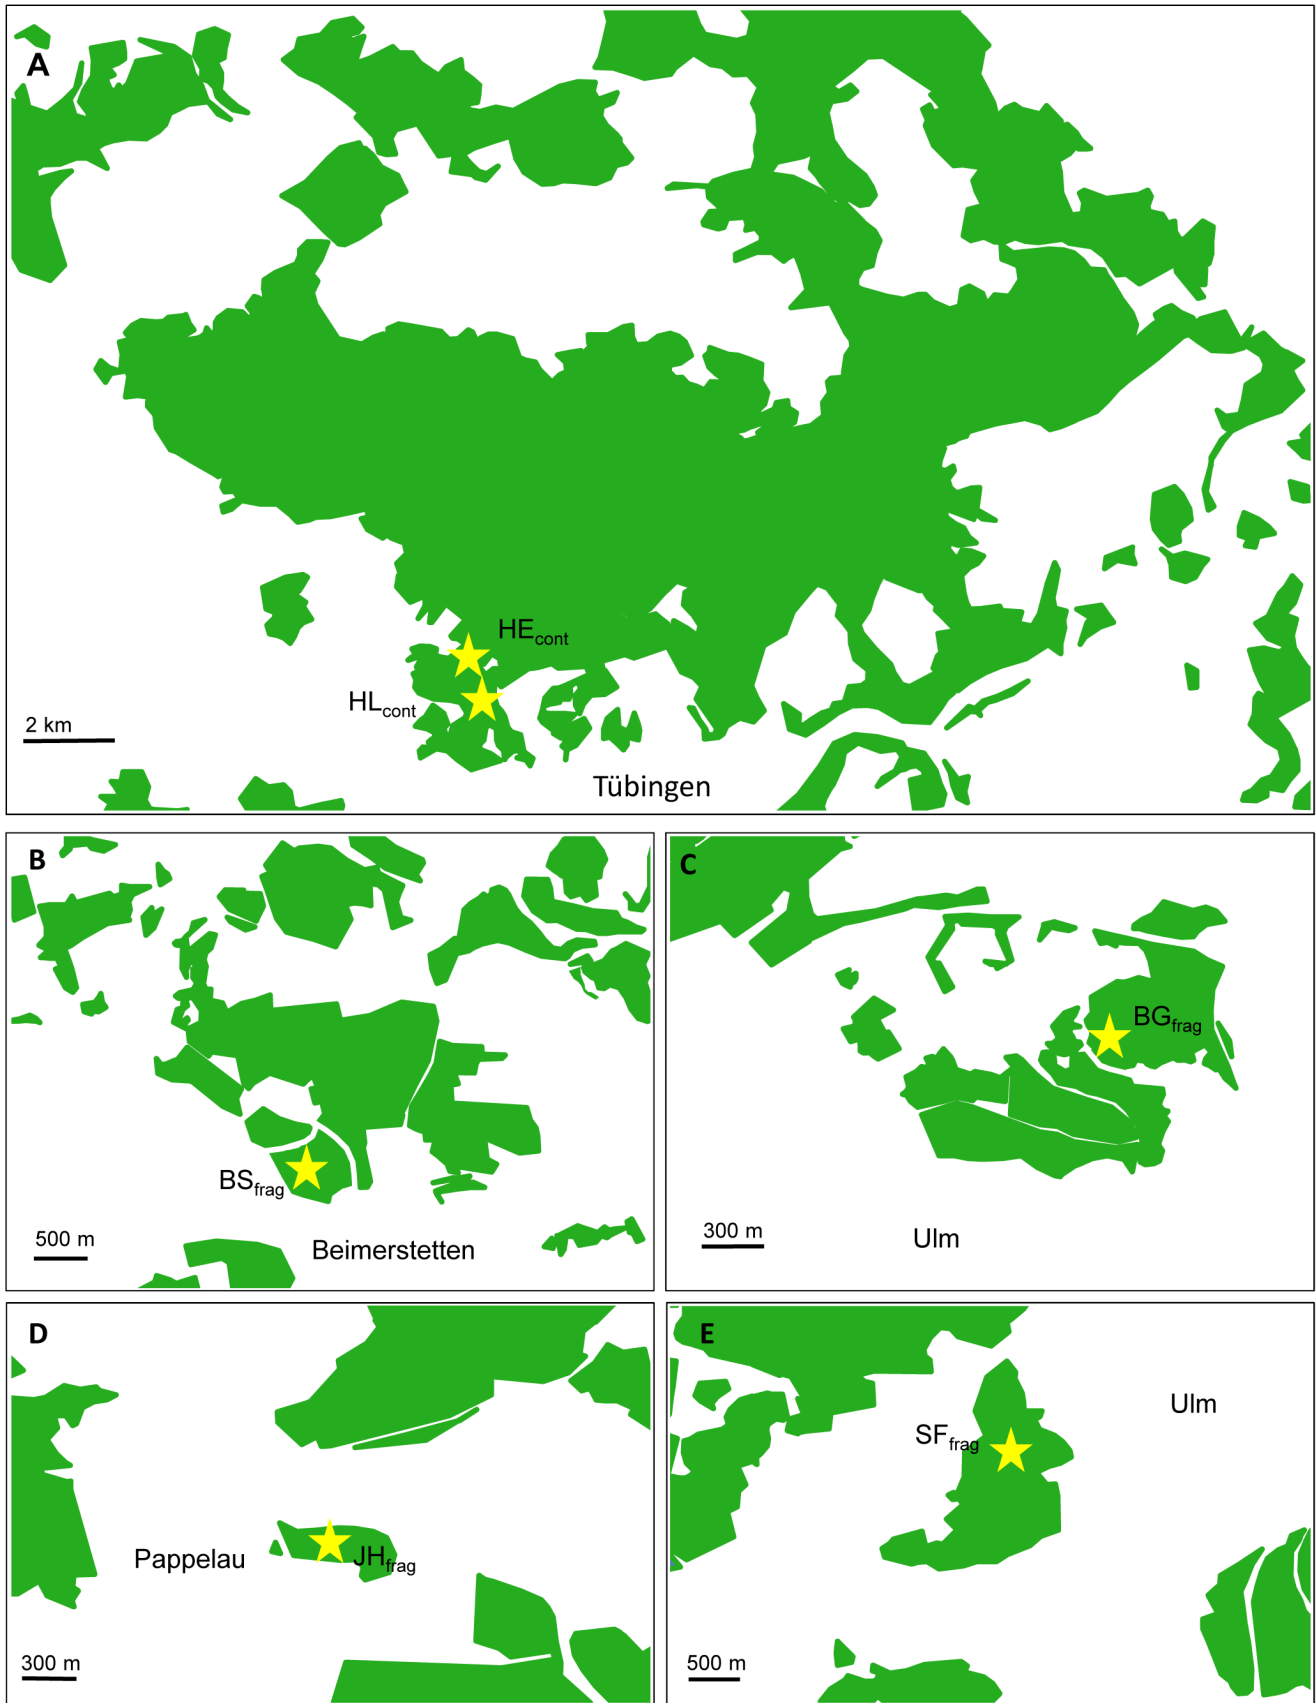 A
HEcont
HLcont
2 km
Tübingen
B
BSfrag
500 m
Beimerstetten
C
BGfrag
300 m
Ulm
D
Pappelau
JHfrag
300 m
E
Ulm
SFfrag
500 m